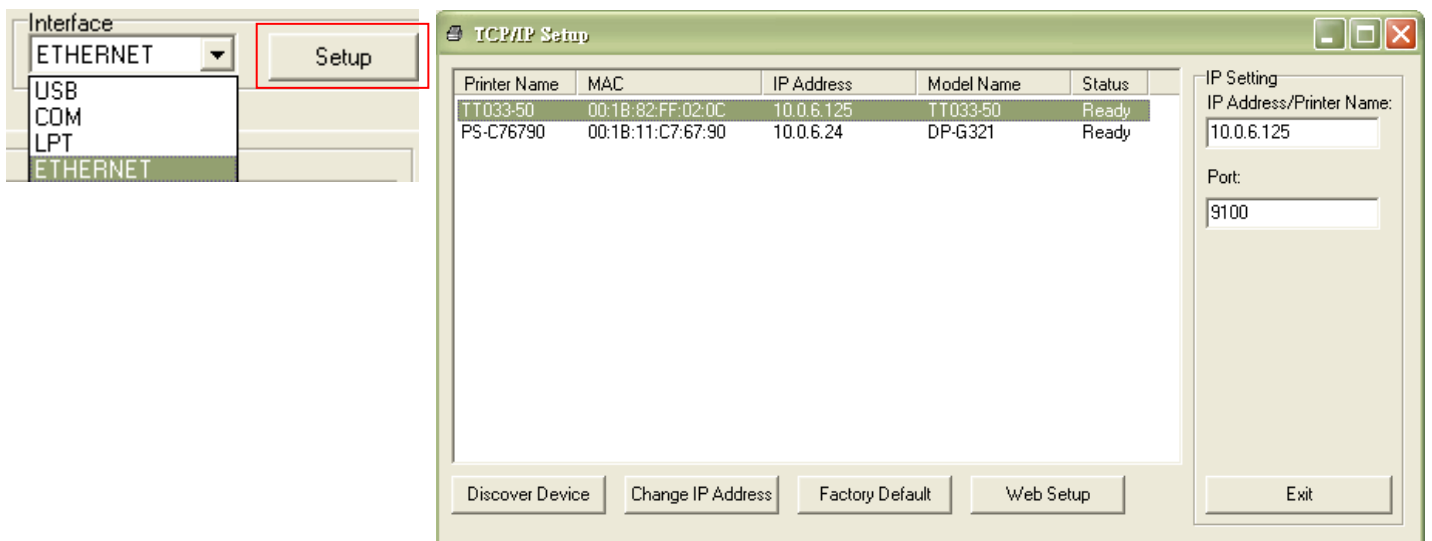 Interface
ETHERNET
Setup
USB
COM
LPT
ETHERNET
TCP/IP Setup
Printer Name MAC IP Address Model Name Status
TT033-50 00:1B:82:FF:02:0C 10.0.6.125 TT033-50 Ready
PS-C76790 00:1B:11:C7:67:90 10.0.6.24 DP-G321 Ready
IP Setting
IP Address/Printer Name:
10.0.6.125
Port:
9100
Discover Device Change IP Address Factory Default Web Setup Exit